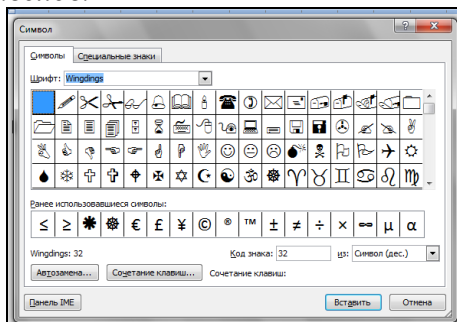 Символ
Символы Специальные знаки
Шрифт: Wingdings
Ранее использовавшиеся символы:
≤ ≥ * € £ ¥ © ® ™ ± ≠ ÷ × ∞ µ α
Wingdings: 32 Код знака: 32 из: Символ (дес.)
Автозамена... Сочетание клавиш... Сочетание клавиш:
Панель IME Вставить Отмена